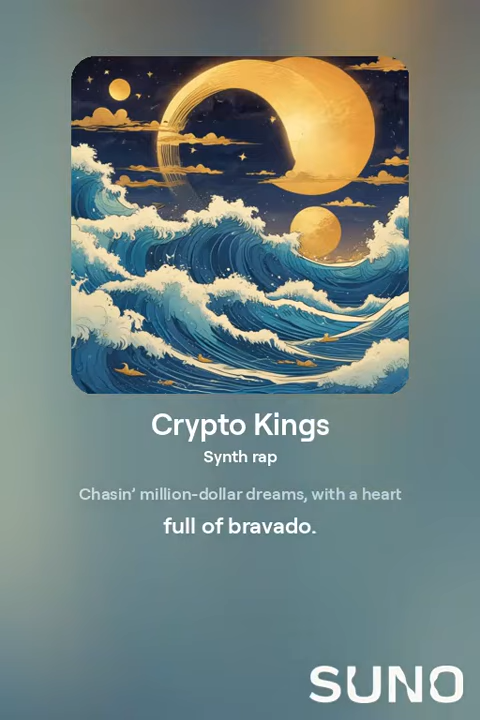 Crypto Kings
Synth rap
Chasin’ million-dollar dreams, with a heart
full of bravado.
SUNO